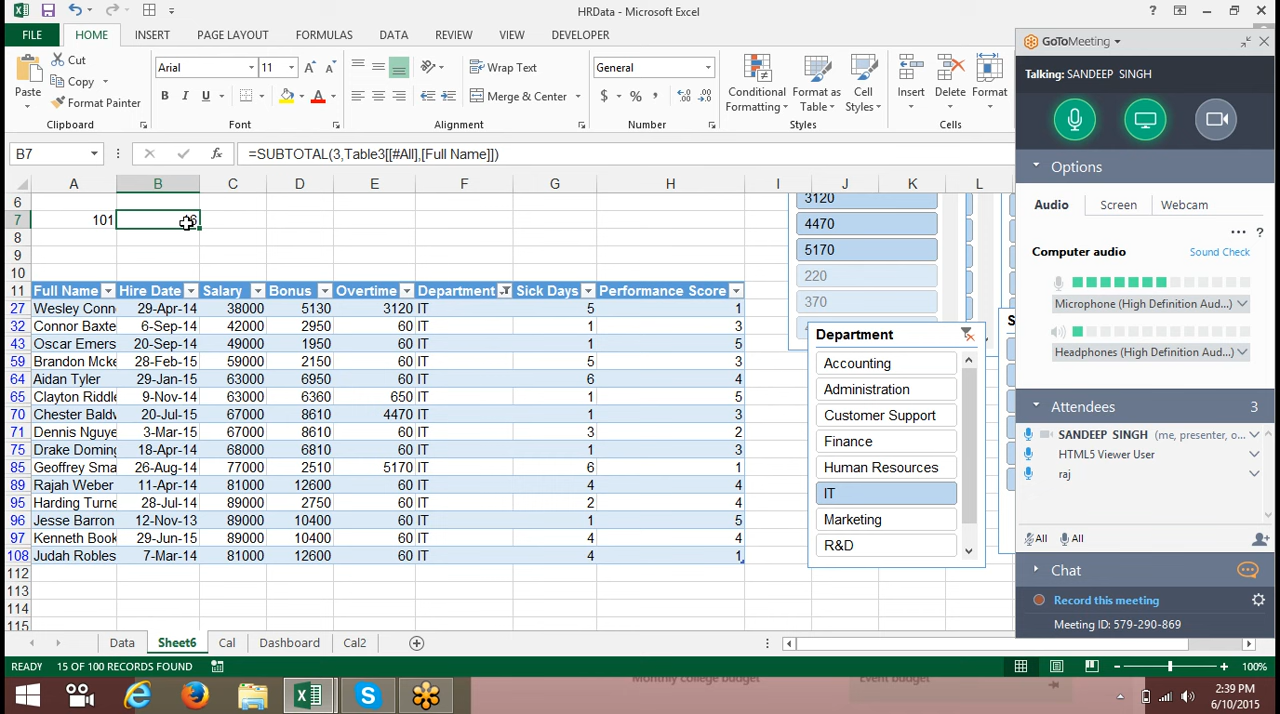 HRData - Microsoft Excel
FILE HOME INSERT PAGE LAYOUT FORMULAS DATA REVIEW VIEW DEVELOPER
Paste
Cut
Copy
Format Painter
Clipboard
Arial 11
B I U
Font
Wrap Text
Merge & Center
Alignment
General
$ % ,
Number
Conditional Formatting
Format as Table
Cell Styles
Styles
Insert Delete Format
Cells
B7 fx =SUBTOTAL(3,Table3[[#All],[Full Name]])
A B C D E F G H I J K L
6
7 101
8
9
10
11 Full Name Hire Date Salary Bonus Overtime Department Sick Days Performance Score
27 Wesley Conn 29-Apr-14 38000 5130 3120 IT 5 1
32 Connor Baxte 6-Sep-14 42000 2950 60 IT 1 3
43 Oscar Emers 20-Sep-14 49000 1950 60 IT 1 5
59 Brandon Mcke 28-Feb-15 59000 2150 60 IT 5 3
64 Aidan Tyler 29-Jan-15 63000 6950 60 IT 6 4
65 Clayton Riddle 9-Nov-14 63000 6360 650 IT 1 5
70 Chester Baldw 20-Jul-15 67000 8610 4470 IT 1 3
71 Dennis Nguye 3-Mar-15 67000 8610 60 IT 3 2
75 Drake Doming 18-Apr-14 68000 6810 60 IT 1 3
85 Geoffrey Sma 26-Aug-14 77000 2510 5170 IT 6 1
89 Rajah Weber 11-Apr-14 81000 12600 60 IT 4 4
95 Harding Turne 28-Jul-14 89000 2750 60 IT 2 4
96 Jesse Barron 12-Nov-13 89000 10400 60 IT 1 5
97 Kenneth Book 29-Jun-15 89000 10400 60 IT 4 4
108 Judah Robles 7-Mar-14 81000 12600 60 IT 4 1
112
113
114
115
3120
4470
5170
220
370
Department
Accounting
Administration
Customer Support
Finance
Human Resources
IT
Marketing
R&D
Data Sheet6 Cal Dashboard Cal2
READY 15 OF 100 RECORDS FOUND
100%
GoToMeeting
Talking: SANDEEP SINGH
Options
Audio Screen Webcam
Computer audio Sound Check
Microphone (High Definition Aud...)
Headphones (High Definition Aud...)
Attendees 3
SANDEEP SINGH (me, presenter, o...
HTML5 Viewer User
raj
All All
Chat
Record this meeting
Meeting ID: 579-290-869
Monthly college budget
Event budget
2:39 PM
6/10/2015